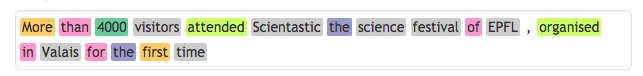 More than 4000 visitors attended Scientastic the science festival of EPFL , organised
in Valais for the first time